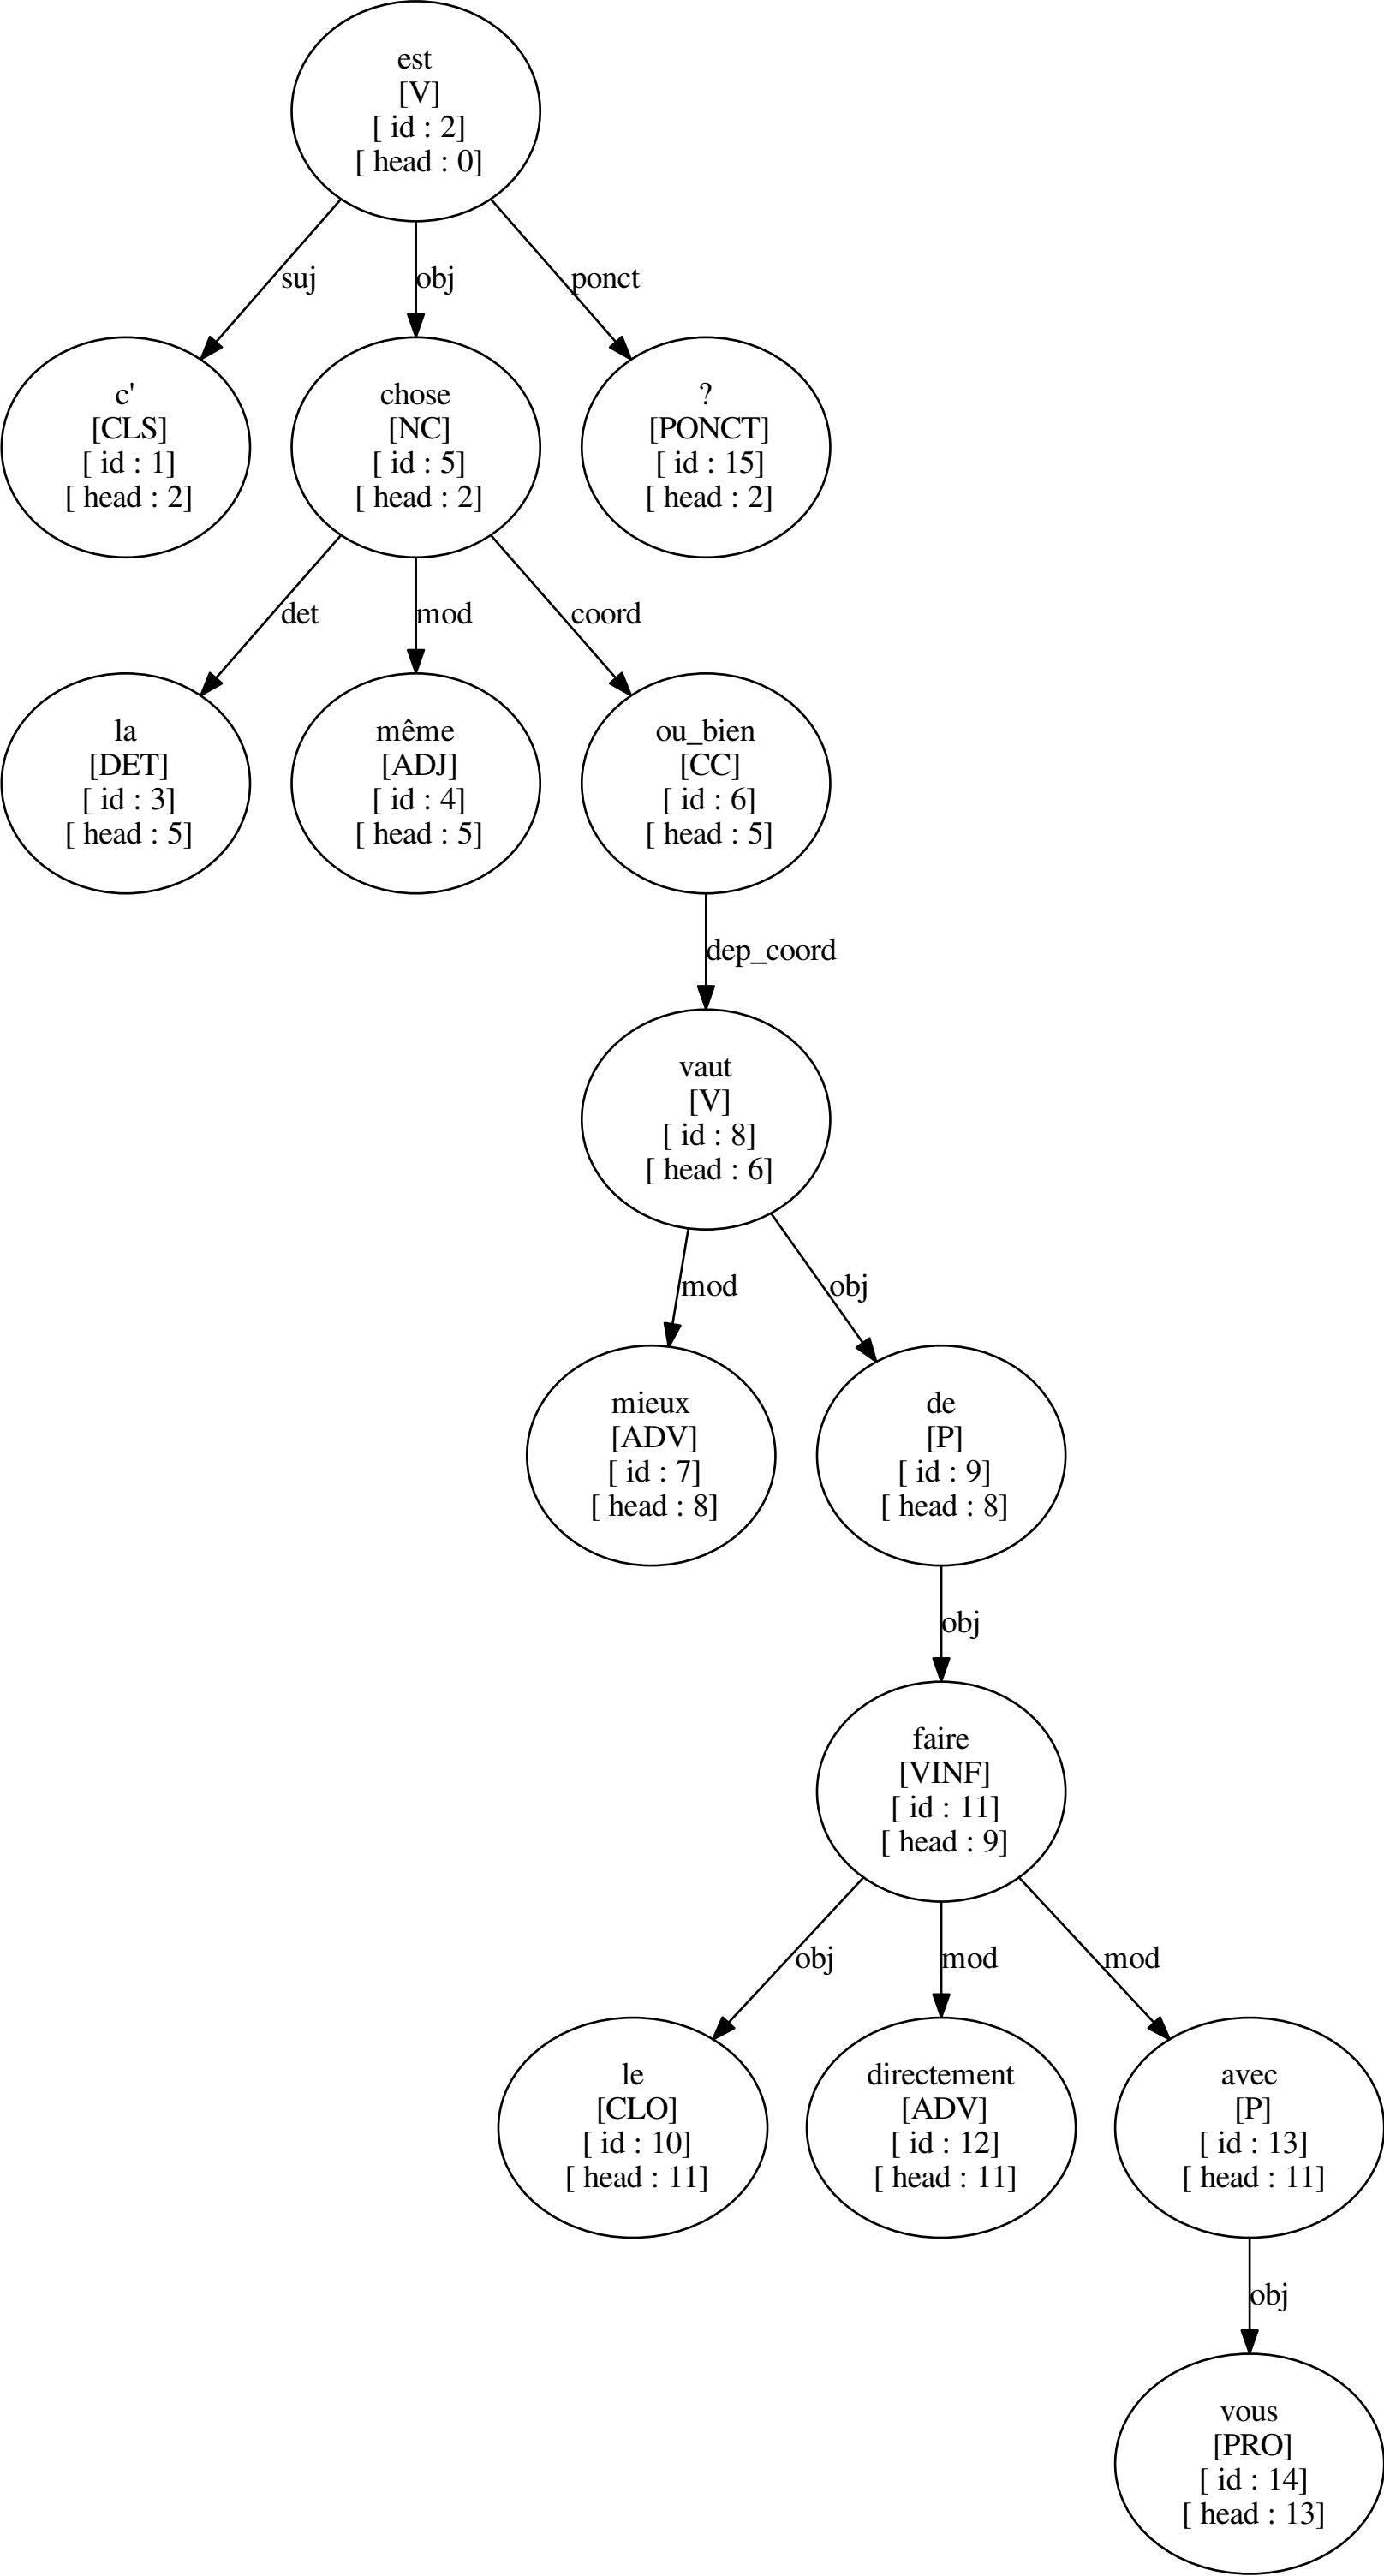 est
[V]
[ id : 2]
[ head : 0]
suj
obj
ponct
c'
[CLS]
[ id : 1]
[ head : 2]
chose
[NC]
[ id : 5]
[ head : 2]
?
[PONCT]
[ id : 15]
[ head : 2]
det
mod
coord
la
[DET]
[ id : 3]
[ head : 5]
même
[ADJ]
[ id : 4]
[ head : 5]
ou_bien
[CC]
[ id : 6]
[ head : 5]
dep_coord
vaut
[V]
[ id : 8]
[ head : 6]
mod
obj
mieux
[ADV]
[ id : 7]
[ head : 8]
de
[P]
[ id : 9]
[ head : 8]
obj
faire
[VINF]
[ id : 11]
[ head : 9]
obj
mod
mod
le
[CLO]
[ id : 10]
[ head : 11]
directement
[ADV]
[ id : 12]
[ head : 11]
avec
[P]
[ id : 13]
[ head : 11]
obj
vous
[PRO]
[ id : 14]
[ head : 13]